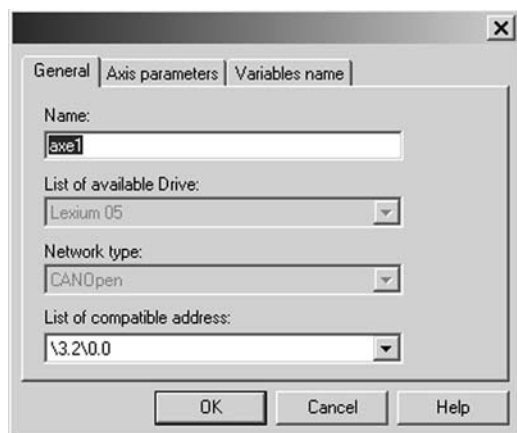 General Axis parameters Variables name
Name:
axe1
List of available Drive:
Lexium 05
Network type:
CANOpen
List of compatible address:
\3.2\0.0
OK Cancel Help